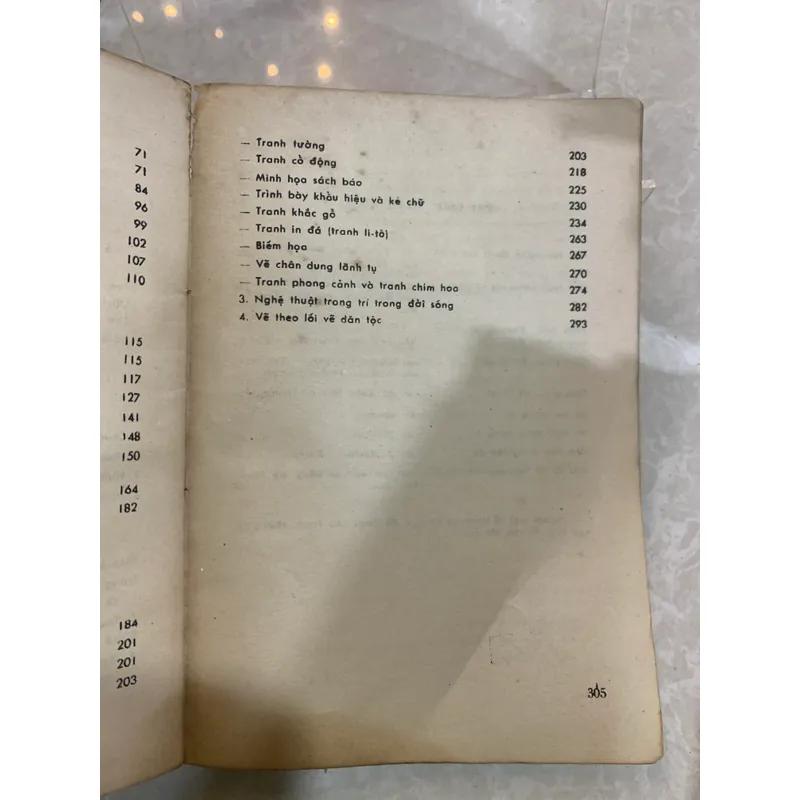 71
71
84
96
99
102
107
110
115
115
117
127
141
148
150
164
182
184
201
201
203
— Tranh tường 203
— Tranh cổ động 218
— Minh họa sách báo 225
— Trình bày khẩu hiệu và kẻ chữ 230
— Tranh khắc gỗ 234
— Tranh in đá (tranh li-tô) 263
— Biếm họa 267
— Vẽ chân dung lãnh tụ 270
— Tranh phong cảnh và tranh chim hoa 274
3. Nghệ thuật trang trí trong đời sống 282
4. Vẽ theo lối vẽ dân tộc 293
305